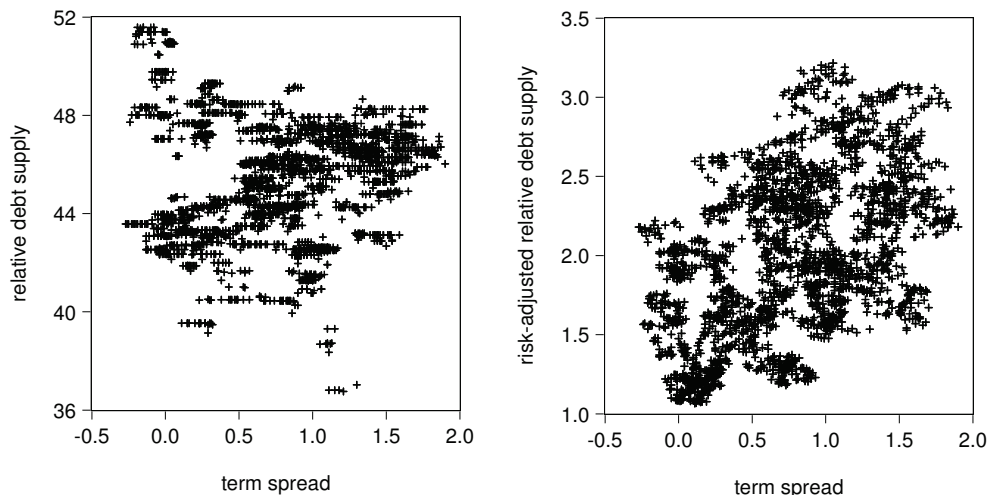 52
48
44
40
36
-0.5 0.0 0.5 1.0 1.5 2.0
relative debt supply
term spread
3.5
3.0
2.5
2.0
1.5
1.0
-0.5 0.0 0.5 1.0 1.5 2.0
risk-adjusted relative debt supply
term spread